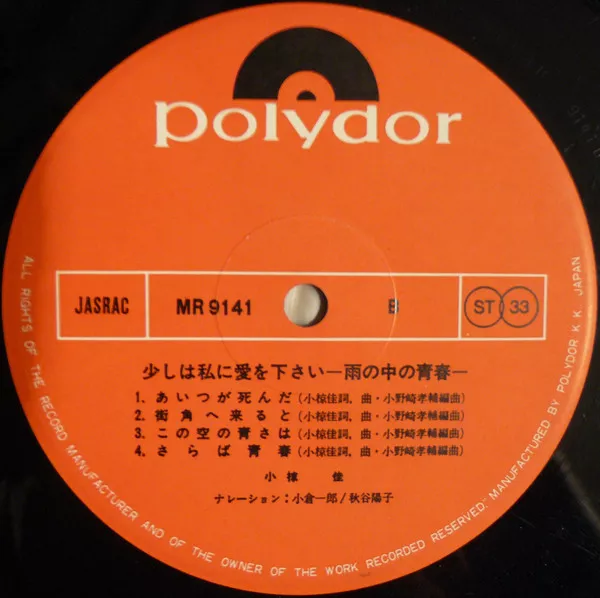 polydor
JASRAC
MR 9141
B
ST 33
少しは私に愛を下さい—雨の中の青春—
1. あいつが死んだ(小椋佳詞, 曲・小野崎孝輔編曲)
2. 街角へ来ると(小椋佳詞, 曲・小野崎孝輔編曲)
3. この空の青さは(小椋佳詞, 曲・小野崎孝輔編曲)
4. さらば青春(小椋佳詞, 曲・小野崎孝輔編曲)
小椋 佳
ナレーション:小倉一郎/秋谷陽子
ALL RIGHTS OF THE RECORD MANUFACTURER AND OF THE OWNER OF THE WORK RECORDED RESERVED. MANUFACTURED BY POLYDOR K K. JAPAN